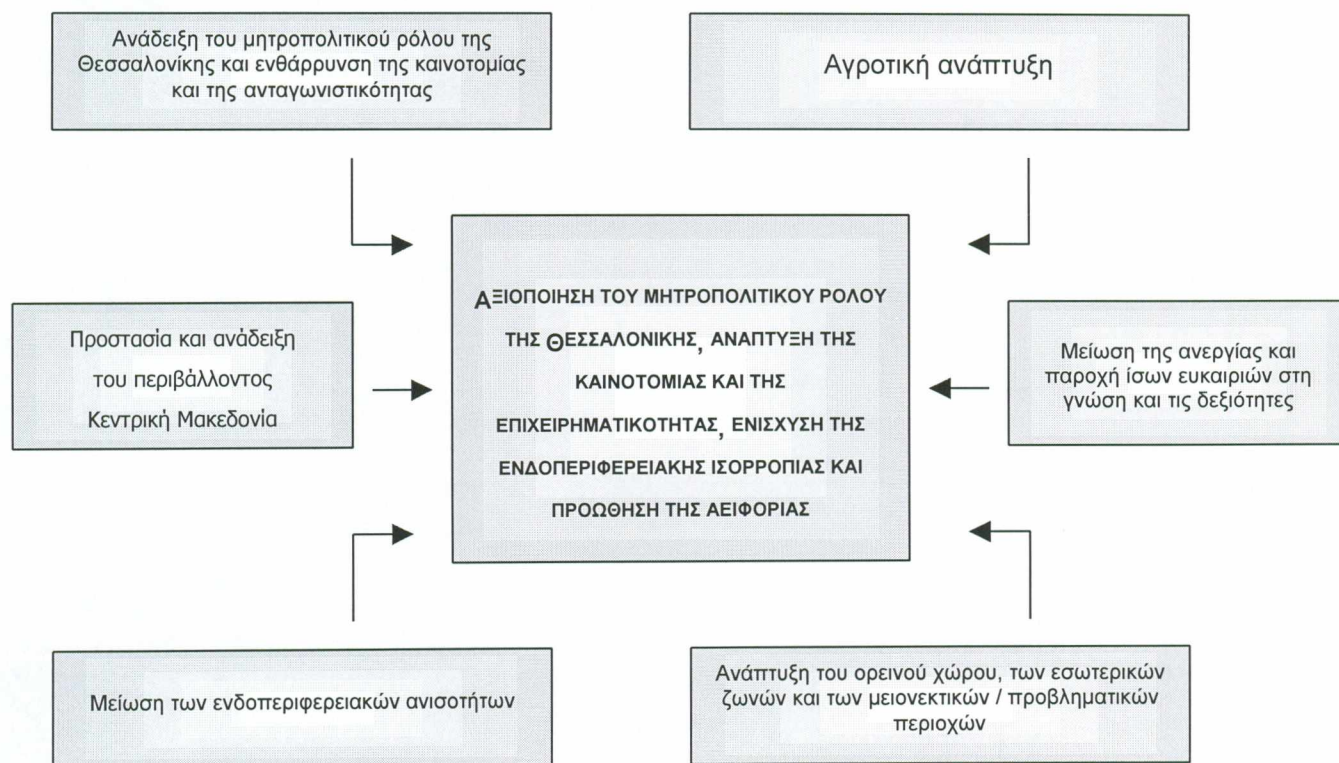 Ανάδειξη του μητροπολιτικού ρόλου της
Θεσσαλονίκης και ενθάρρυνση της καινοτομίας
και της ανταγωνιστικότητας
Αγροτική ανάπτυξη
ΑΞΙΟΠΟΙΗΣΗ ΤΟΥ ΜΗΤΡΟΠΟΛΙΤΙΚΟΥ ΡΟΛΟΥ
ΤΗΣ ΘΕΣΣΑΛΟΝΙΚΗΣ, ΑΝΑΠΤΥΞΗ ΤΗΣ
ΚΑΙΝΟΤΟΜΙΑΣ ΚΑΙ ΤΗΣ
ΕΠΙΧΕΙΡΗΜΑΤΙΚΟΤΗΤΑΣ, ΕΝΙΣΧΥΣΗ ΤΗΣ
ΕΝΔΟΠΕΡΙΦΕΡΕΙΑΚΗΣ ΙΣΟΡΡΟΠΙΑΣ ΚΑΙ
ΠΡΟΩΘΗΣΗ ΤΗΣ ΑΕΙΦΟΡΙΑΣ
Προστασία και ανάδειξη
του περιβάλλοντος
Κεντρική Μακεδονία
Μείωση της ανεργίας και
παροχή ίσων ευκαιριών στη
γνώση και τις δεξιότητες
Μείωση των ενδοπεριφερειακών ανισοτήτων
Ανάπτυξη του ορεινού χώρου, των εσωτερικών
ζωνών και των μειονεκτικών / προβληματικών
περιοχών